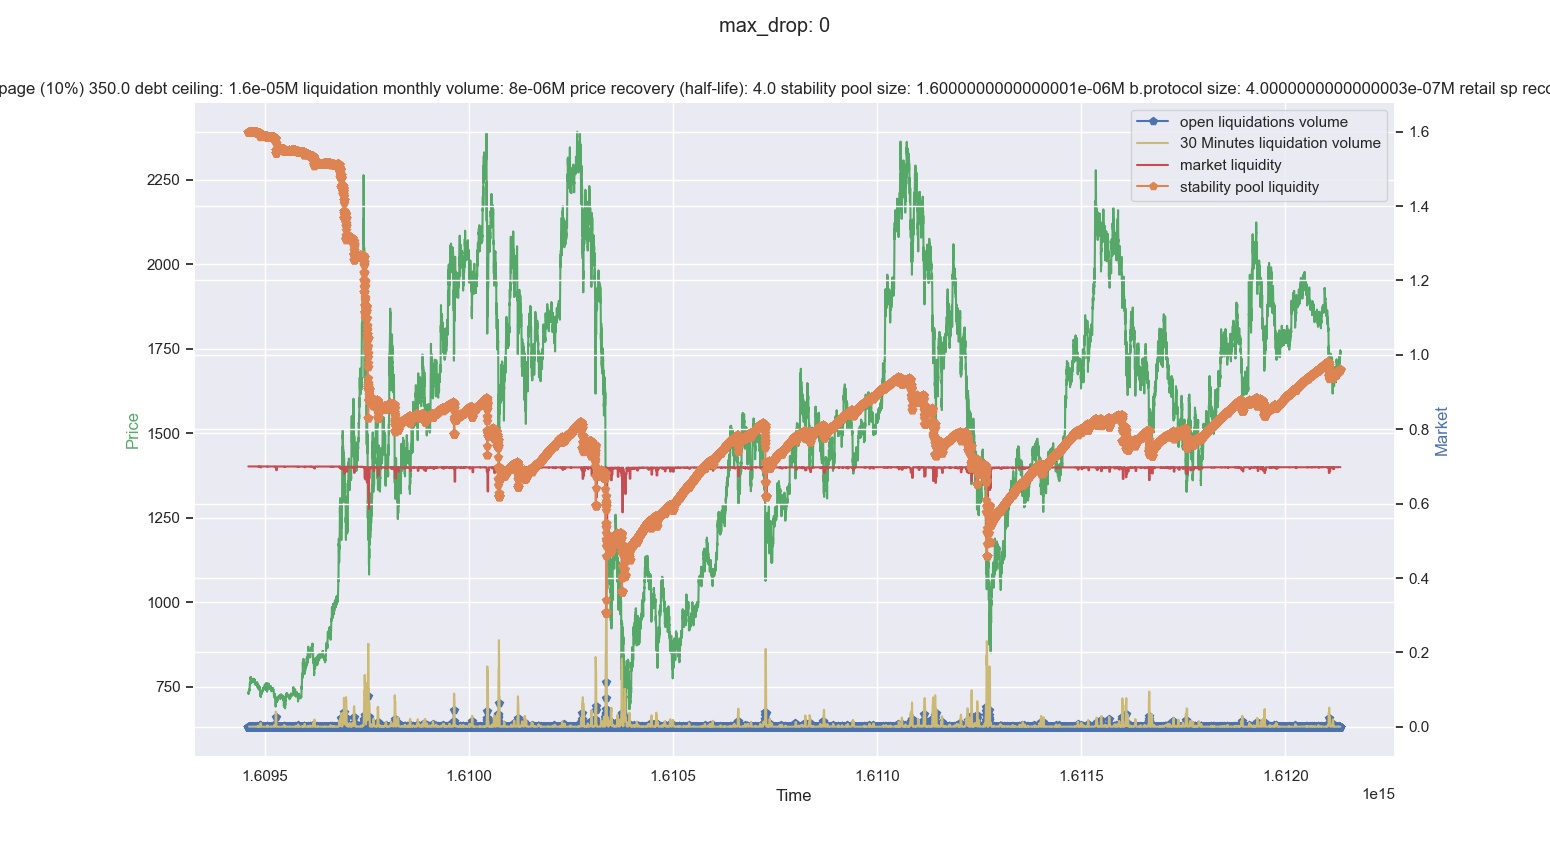 max_drop: 0
page (10%) 350.0 debt ceiling: 1.6e-05M liquidation monthly volume: 8e-06M price recovery (half-life): 4.0 stability pool size: 1.6000000000000001e-06M b.protocol size: 4.0000000000000003e-07M retail sp reco
open liquidations volume
30 Minutes liquidation volume
market liquidity
stability pool liquidity
2250
2000
1750
1500
1250
1000
750
Price
1.6
1.4
1.2
1.0
0.8
0.6
0.4
0.2
0.0
Market
1.6095
1.6100
1.6105
1.6110
1.6115
1.6120
1e15
Time